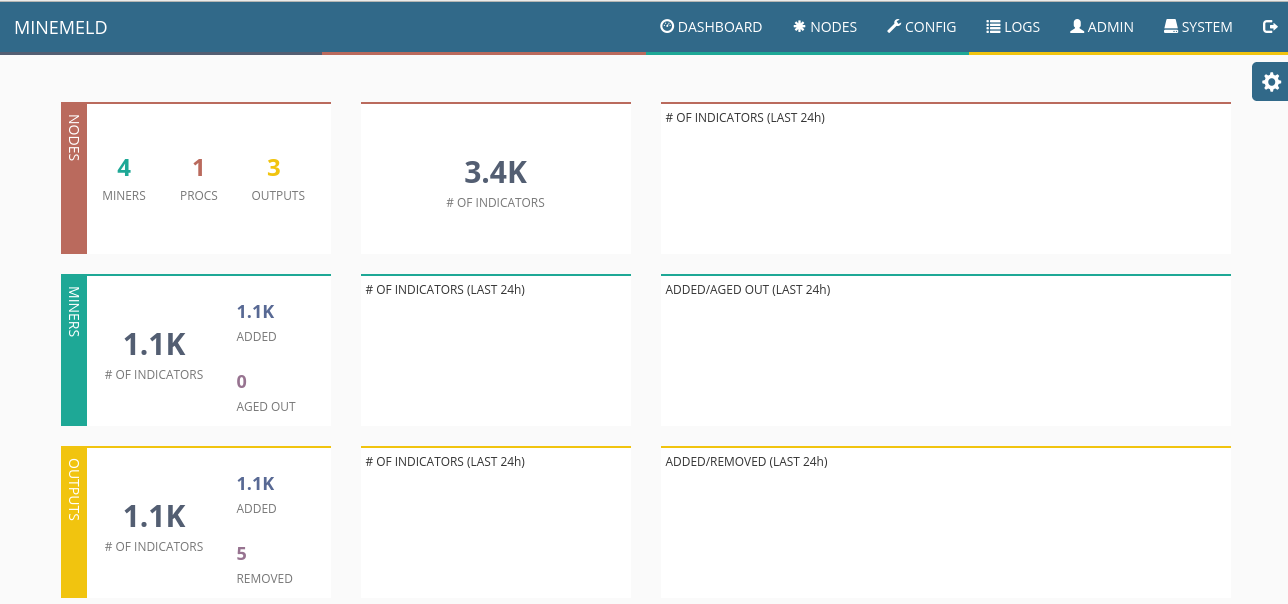 MINEMELD
DASHBOARD NODES CONFIG LOGS ADMIN SYSTEM
NODES
4 1 3
MINERS PROCS OUTPUTS
3.4K
# OF INDICATORS
# OF INDICATORS (LAST 24h)
MINERS
1.1K
# OF INDICATORS
1.1K
ADDED
0
AGED OUT
# OF INDICATORS (LAST 24h)
ADDED/AGED OUT (LAST 24h)
OUTPUTS
1.1K
# OF INDICATORS
1.1K
ADDED
5
REMOVED
# OF INDICATORS (LAST 24h)
ADDED/REMOVED (LAST 24h)